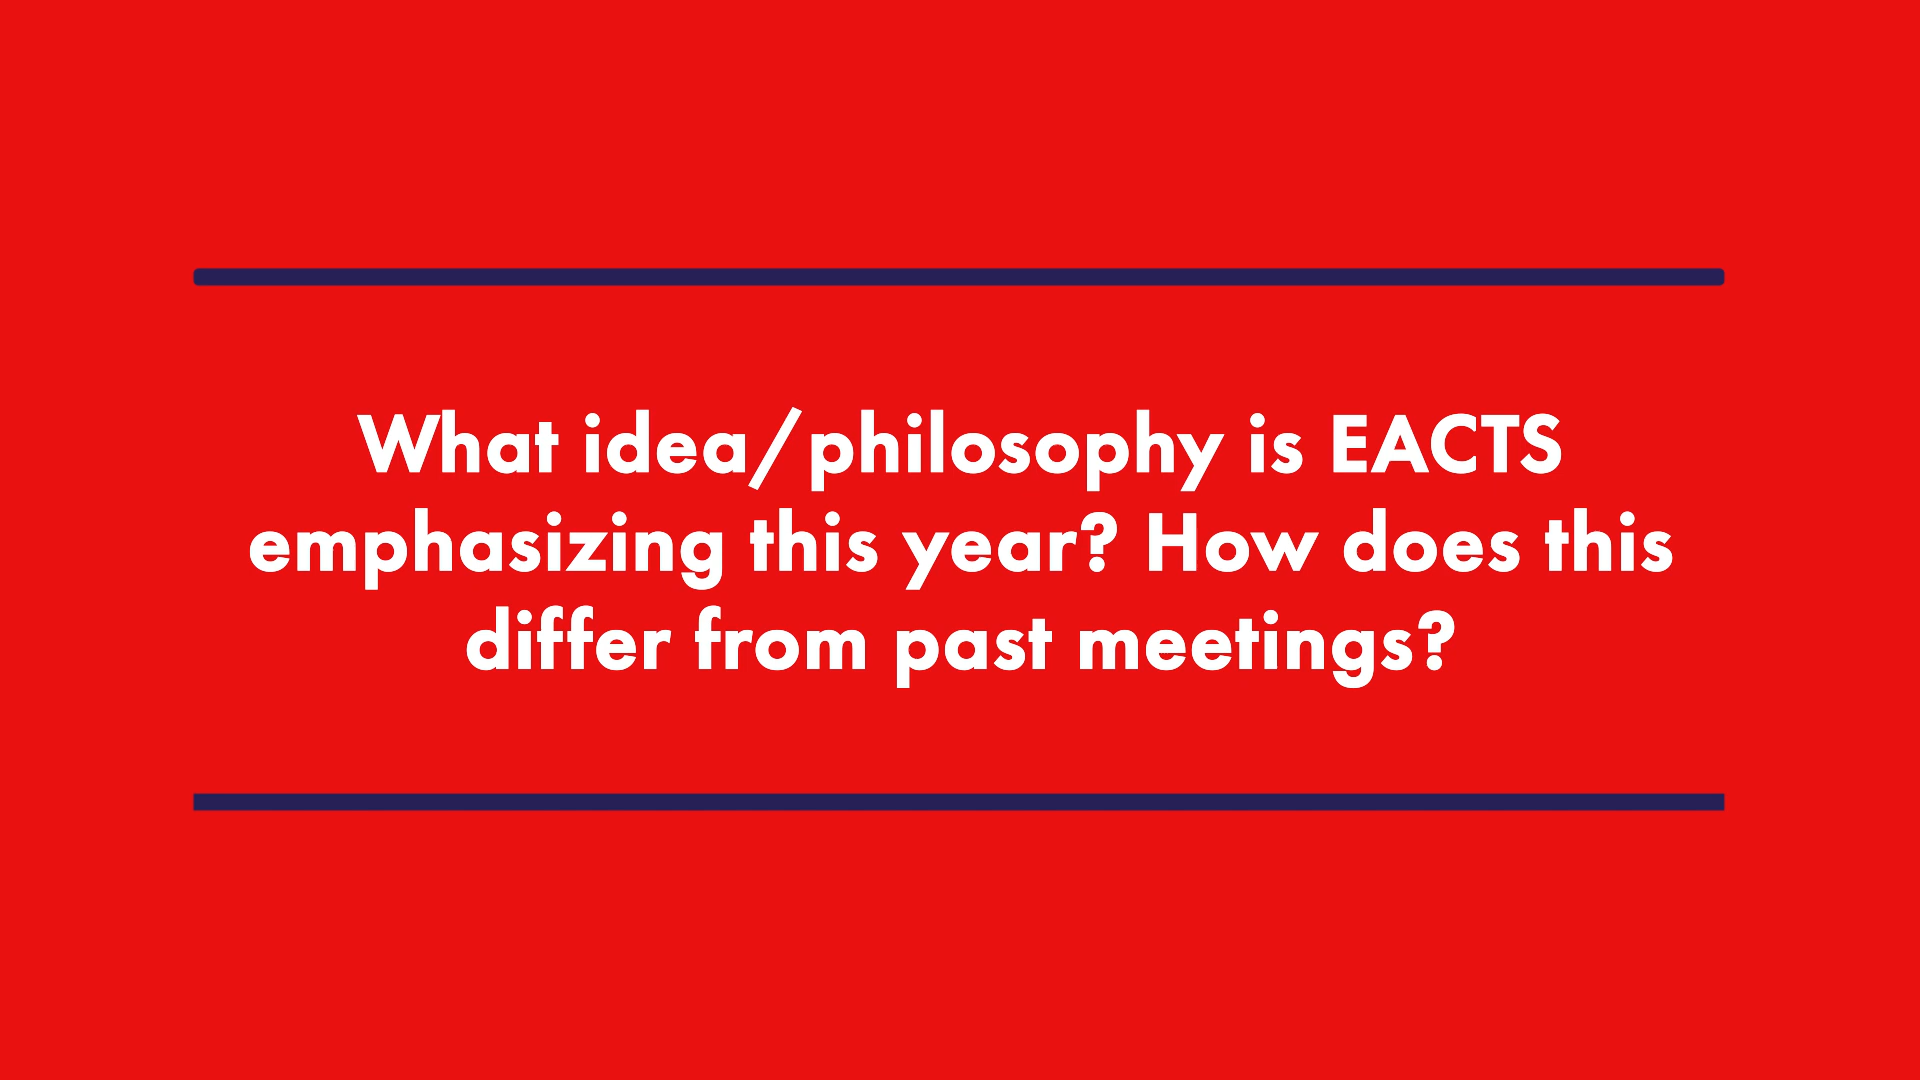 What idea/philosophy is EACTS
emphasizing this year? How does this
differ from past meetings?